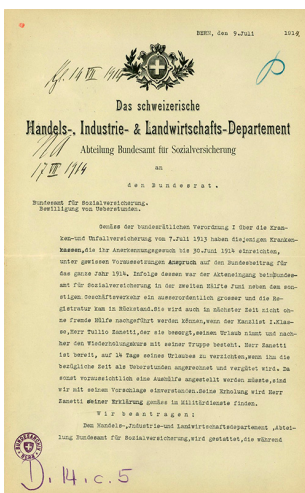 BERN, den 9.Juli 1914
17 VII 1914
Das schweizerische
Handels-, Industrie- & Landwirtschafts-Departement
Abteilung Bundesamt für Sozialversicherung
an
den Bundesrat.
Bundesamt für Sozialversicherung.
Bewilligung von Ueberstunden.
Gemäss der bundesrätlichen Verordnung I über die Kran-
ken-und Unfallversicherung vom 7.Juli 1913 haben diejenigen Kranken-
kassen,die ihr Anerkennungsgesuch bis 30.Juni 1914 einreichten,
unter gewissen Voraussetzungen Anspruch auf den Bundesbeitrag für
das ganze Jahr 1914. Infolge dessen war der Akteneingang beim Bundes-
amt für Sozialversicherung in der zweiten Hälfte Juni neben dem son-
stigen Geschäftsverkehr ein ausserordentlich grosser und die Re-
gistratur kam in Rückstand.die wird auch in nächster Zeit nicht oh-
ne fremde Hülfe nachgeführt werden können,wenn der Kanzlist I.Klas-
se,Herr Tullio Zanetti,der sie besorgt,seinen Urlaub nimmt und nach-
her den Wiederholungskurs mit seiner Truppe besteht. Herr Zanetti
ist bereit, auf 14 Tage seines Urlaubes zu verzichten,wenn ihm die
bezügliche Zeit als Ueberstunden angerechnet und vergütet wird. Da
sonst voraussichtlich eine Aushülfe angestellt werden müsste,sind
wir mit seinem Vorschlage einverstanden.Seine Erholung wird Herr
Zanetti seiner Erklärung gemäss im Militärdienste finden.
Wir beantragen:
Dem Handels-,Industrie-und Landwirtschaftsdepartement ,Abtei-
lung Bundesamt für Sozialversicherung,wird gestattet,die während
BUNDESARCHIV
BERN
D. 14. c. 5